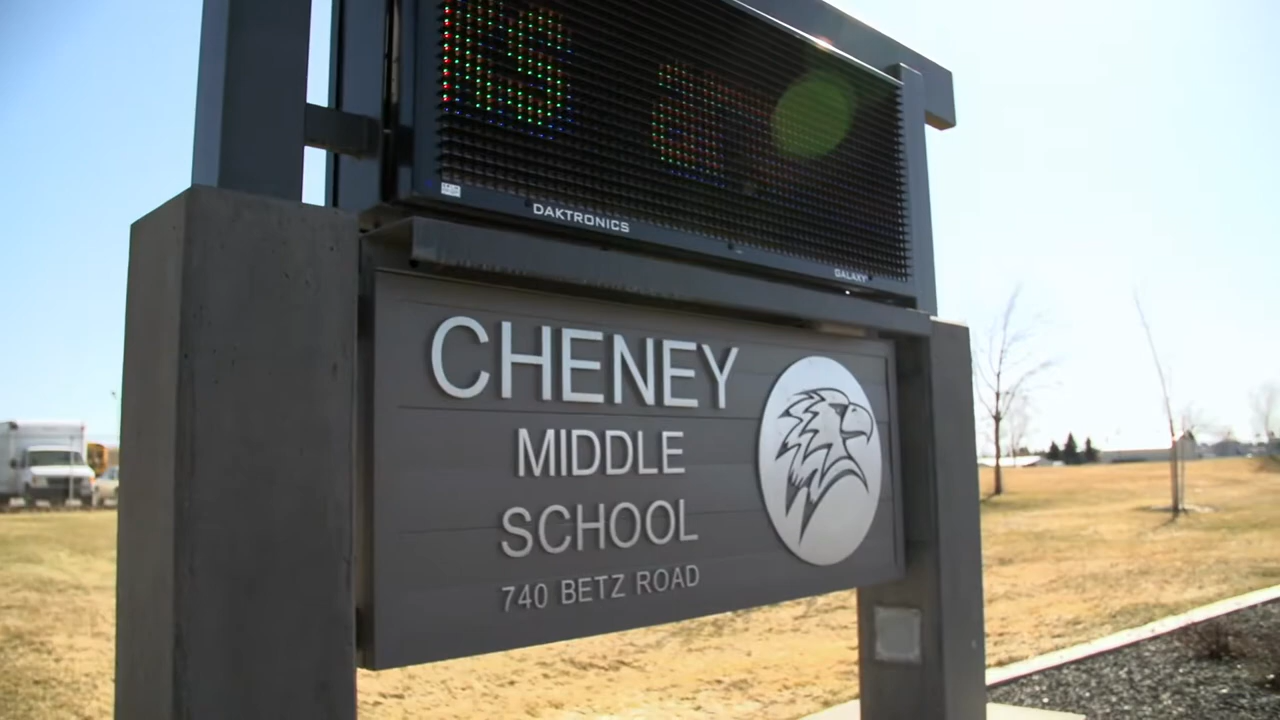 DAKTRONICS
GALAXY
CHENEY
MIDDLE
SCHOOL
740 BETZ ROAD